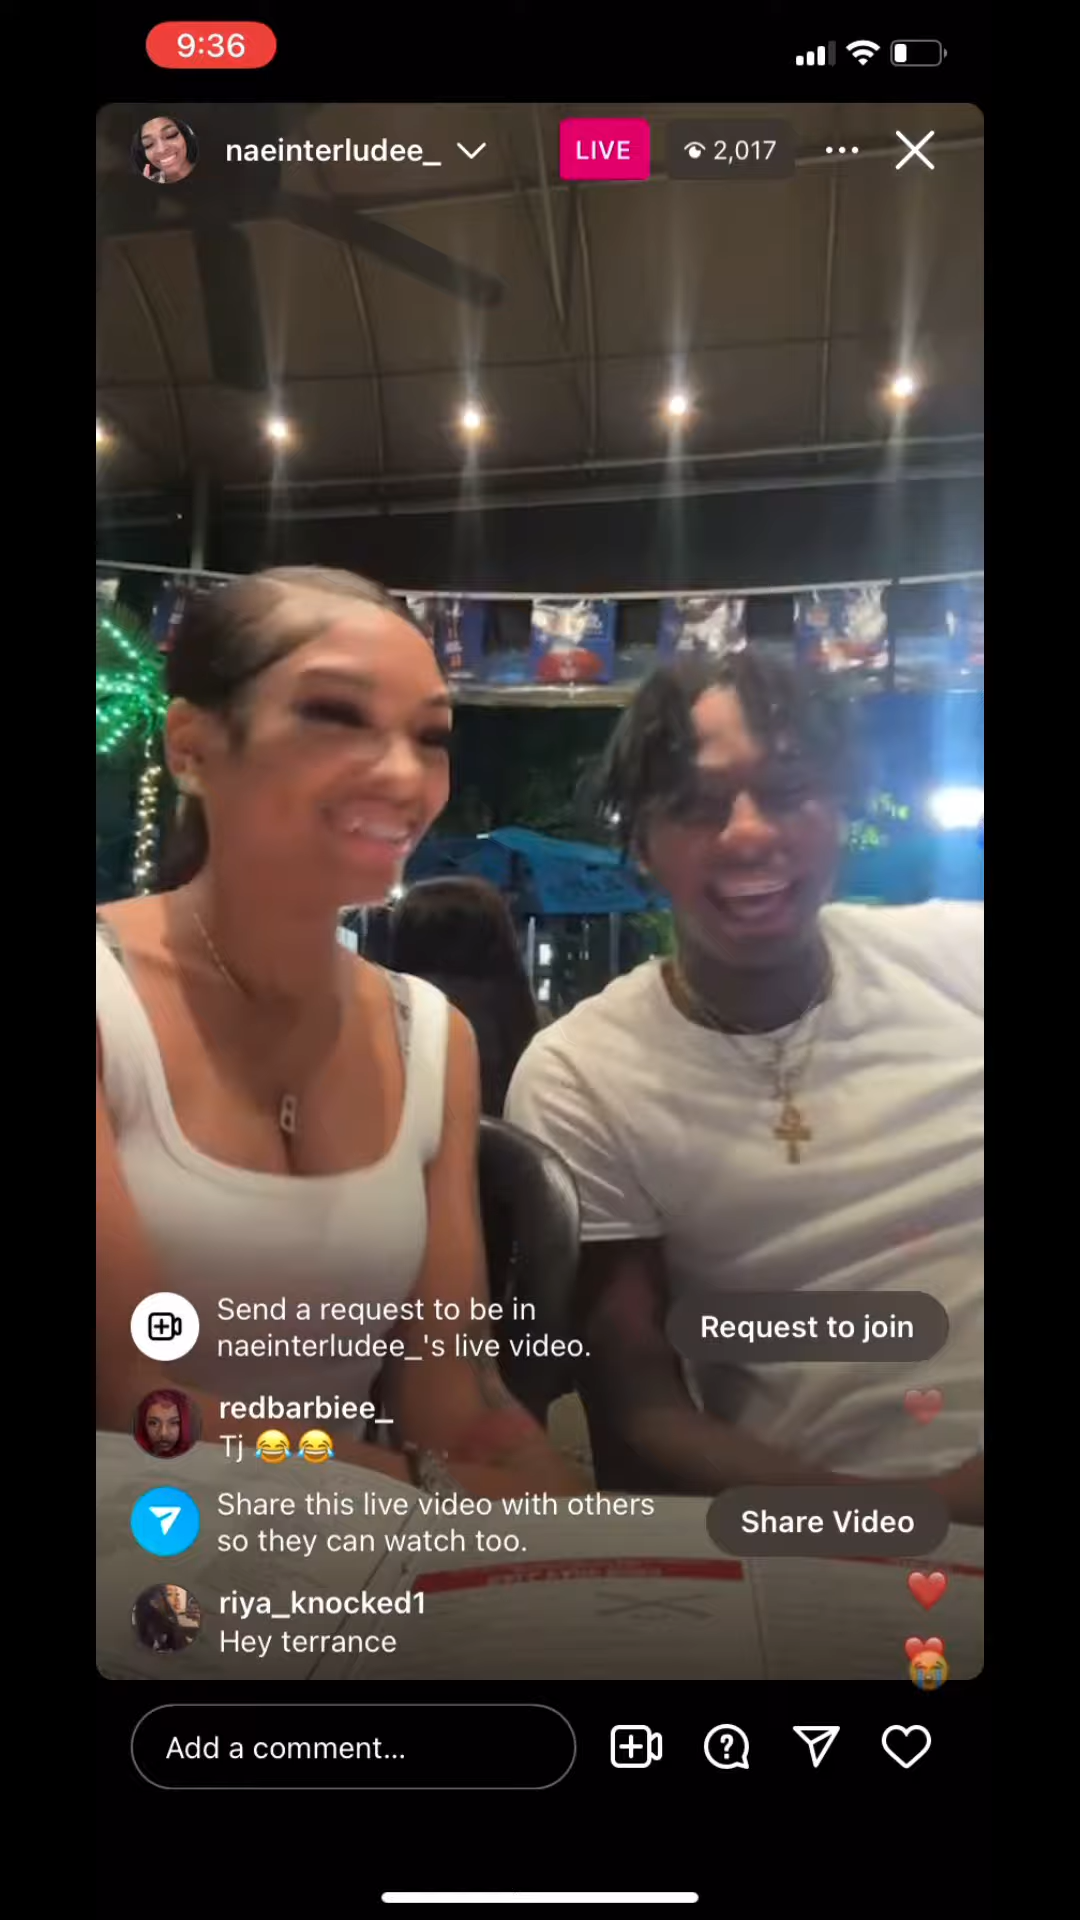 9:36
naeinterludee_
LIVE
2,017
Send a request to be in
naeinterludee_'s live video.
Request to join
redbarbiee_
Tj 😂😂
Share this live video with others
so they can watch too.
Share Video
riya_knocked1
Hey terrance
Add a comment...